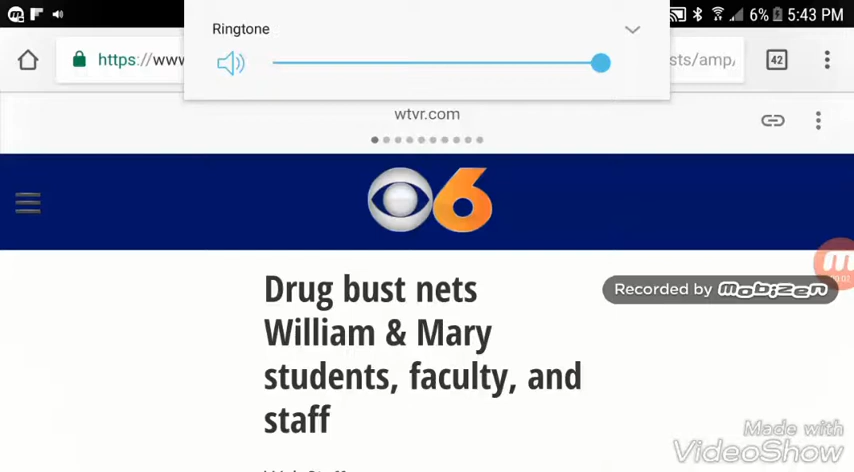 6% 5:43 PM
Ringtone
https://www
sts/amp/
42
wtvr.com
6
Drug bust nets
William & Mary
students, faculty, and
staff
Recorded by mobizen
Made with
VideoShow